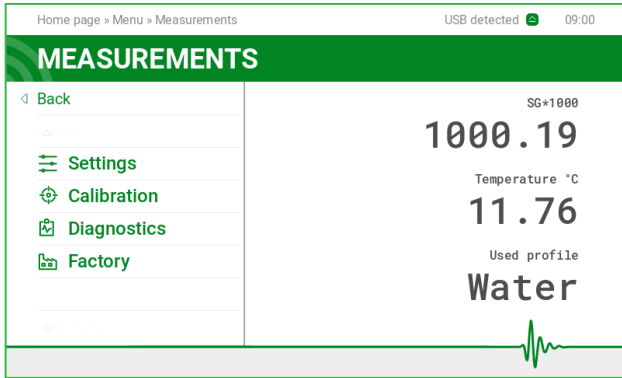 Home page » Menu » Measurements
USB detected
09:00
MEASUREMENTS
Back
Settings
Calibration
Diagnostics
Factory
SG*1000
1000.19
Temperature °C
11.76
Used profile
Water